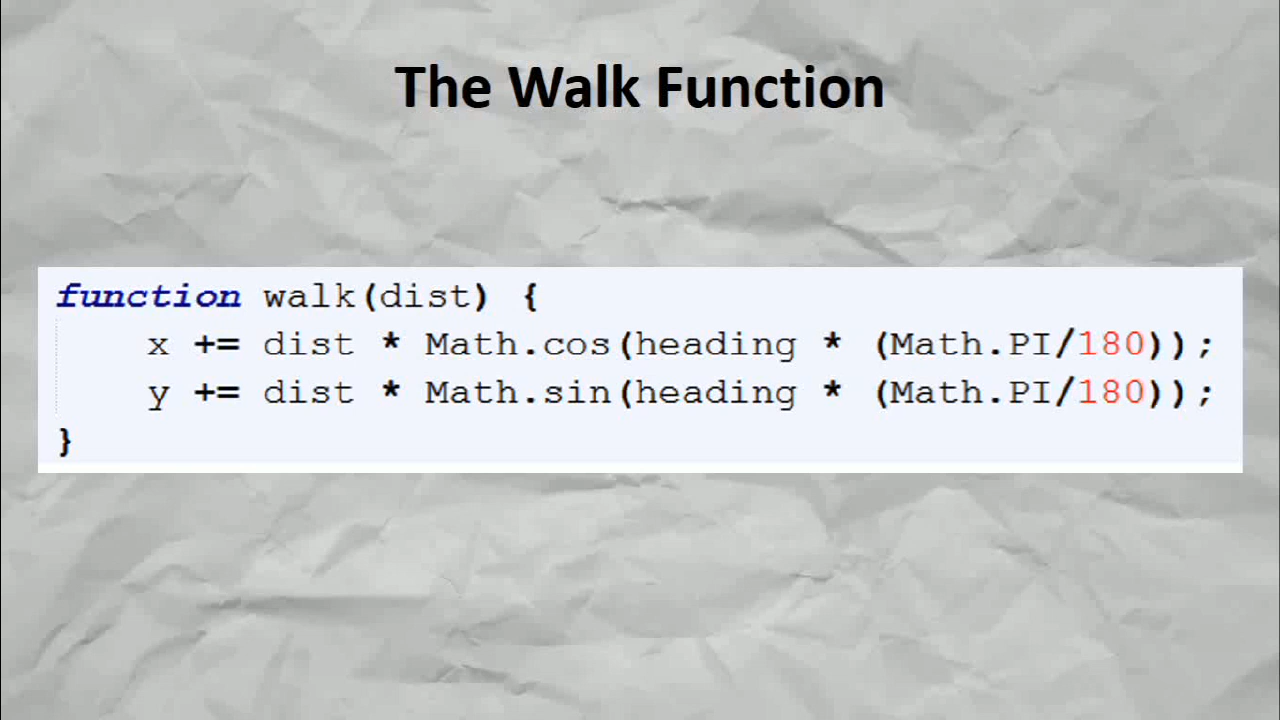 The Walk Function
function walk(dist) {
    x += dist * Math.cos(heading * (Math.PI/180));
    y += dist * Math.sin(heading * (Math.PI/180));
}